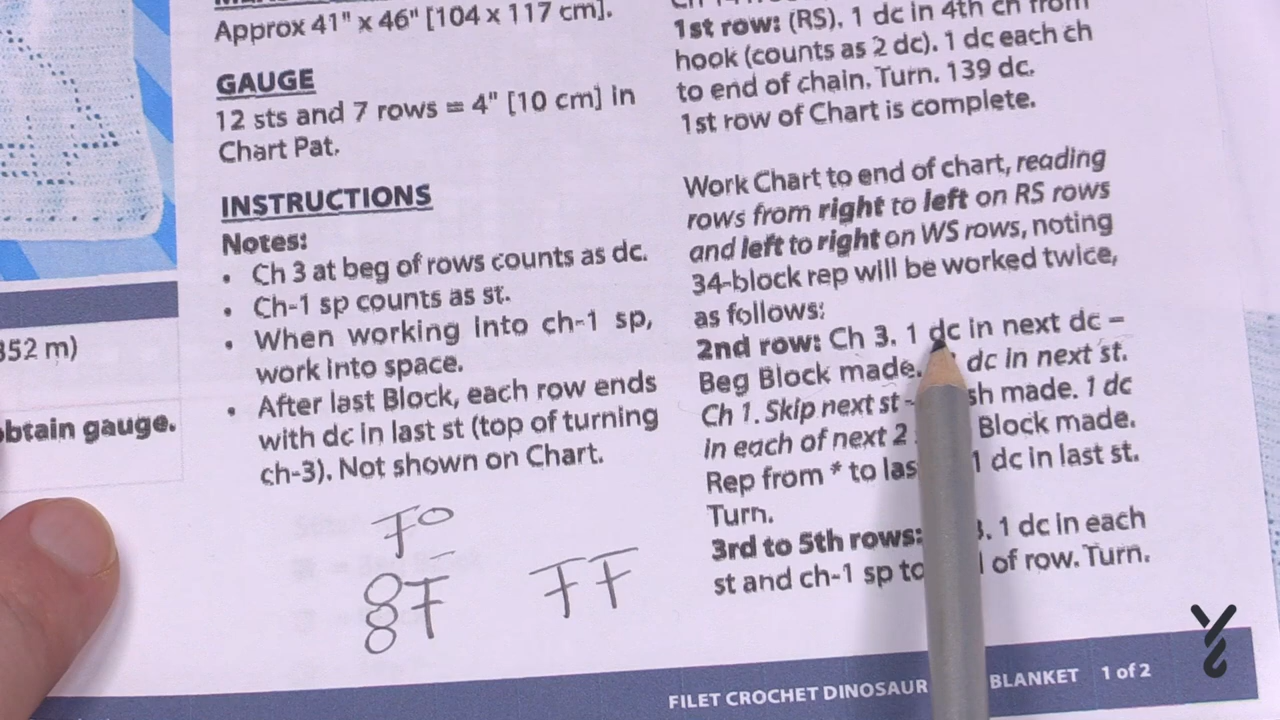 Approx 41" x 46" [104 x 117 cm].
GAUGE
12 sts and 7 rows = 4" [10 cm] in
Chart Pat.
INSTRUCTIONS
Notes:
• Ch 3 at beg of rows counts as dc.
• Ch-1 sp counts as st.
• When working into ch-1 sp,
work into space.
• After last Block, each row ends
with dc in last st (top of turning
ch-3). Not shown on Chart.
352 m)
obtain gauge.
1st row: (RS). 1 dc in 4th ch from
hook (counts as 2 dc). 1 dc each ch
to end of chain. Turn. 139 dc.
1st row of Chart is complete.
Work Chart to end of chart, reading
rows from right to left on RS rows
and left to right on WS rows, noting
34-block rep will be worked twice,
as follows:
2nd row: Ch 3. 1 dc in next dc –
Beg Block made. dc in next st.
Ch 1. Skip next st – sh made. 1 dc
in each of next 2 Block made.
Rep from * to las 1 dc in last st.
Turn.
3rd to 5th rows: 3. 1 dc in each
st and ch-1 sp to of row. Turn.
FO
8F FF
FILET CROCHET DINOSAUR BLANKET 1 of 2